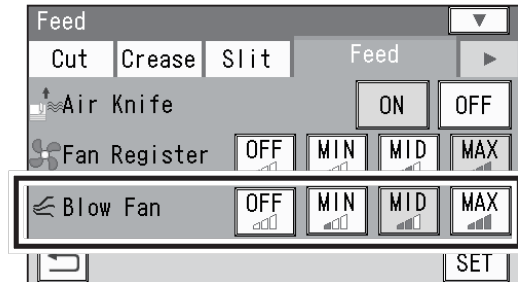 Feed
Cut Crease Slit Feed
Air Knife ON OFF
Fan Register OFF MIN MID MAX
Blow Fan OFF MIN MID MAX
SET